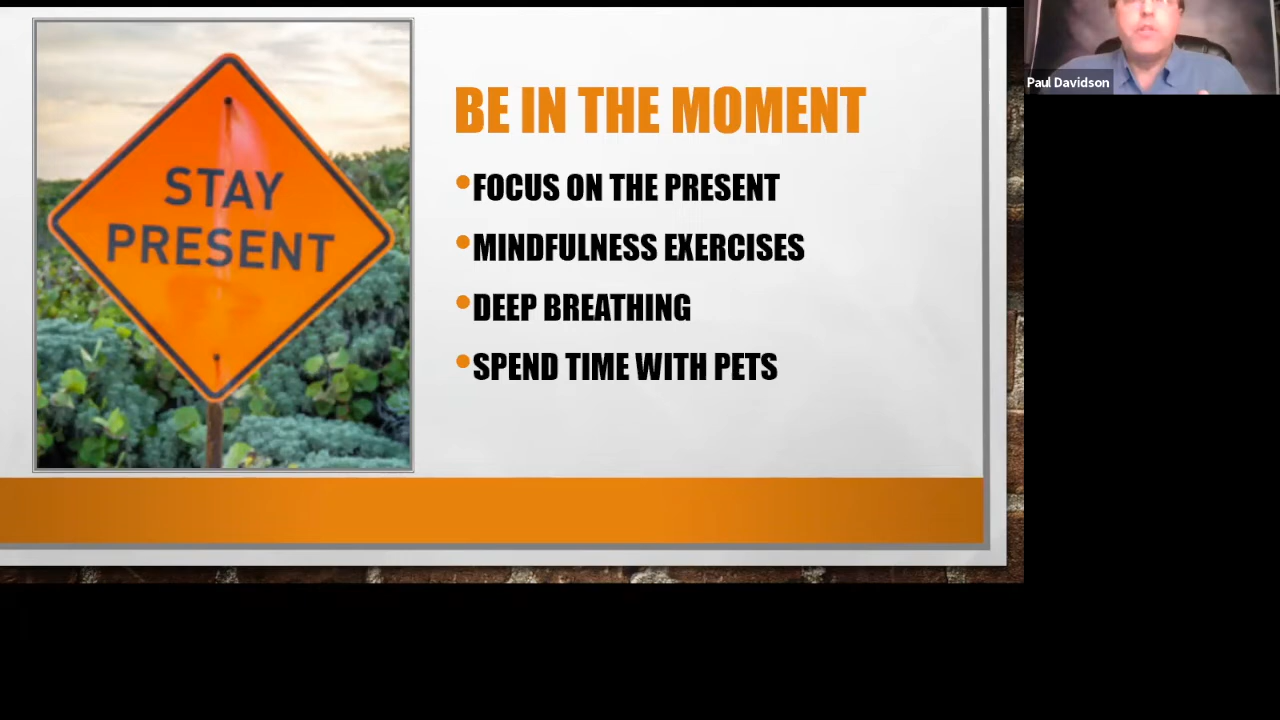 STAY
PRESENT
BE IN THE MOMENT
•FOCUS ON THE PRESENT
•MINDFULNESS EXERCISES
•DEEP BREATHING
•SPEND TIME WITH PETS
Paul Davidson